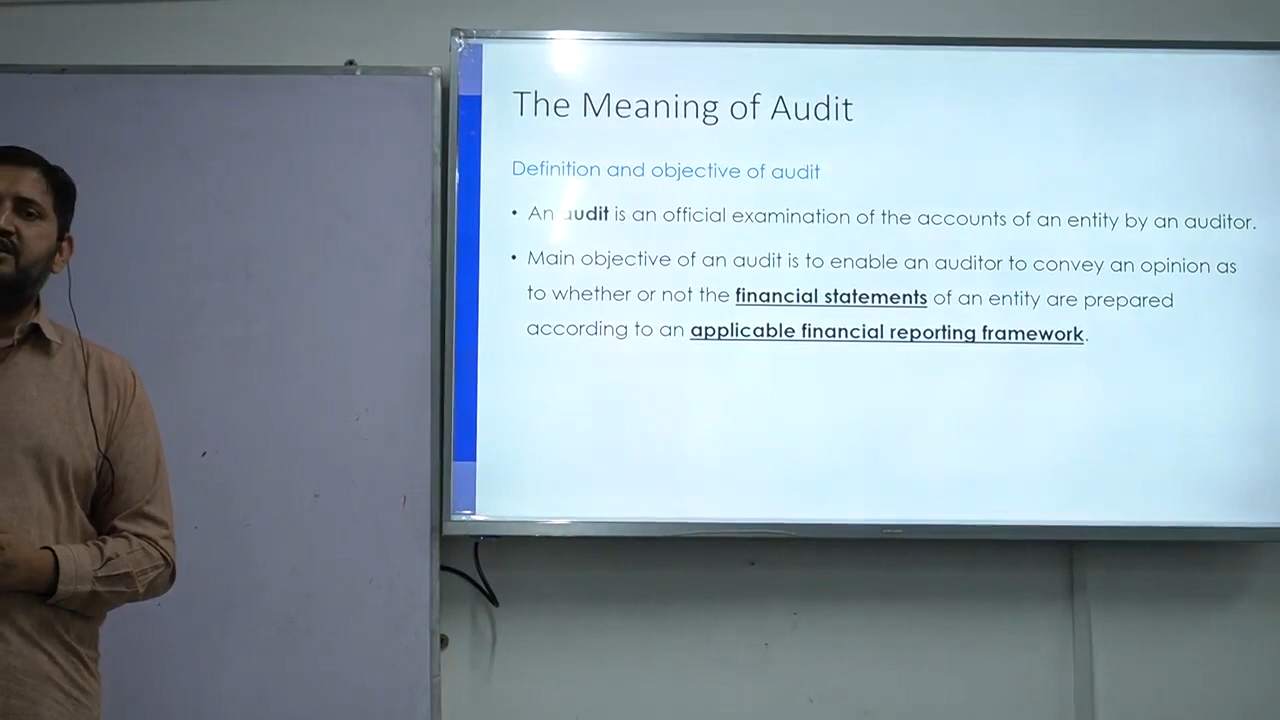 The Meaning of Audit
Definition and objective of audit
• An audit is an official examination of the accounts of an entity by an auditor.
• Main objective of an audit is to enable an auditor to convey an opinion as
to whether or not the financial statements of an entity are prepared
according to an applicable financial reporting framework.